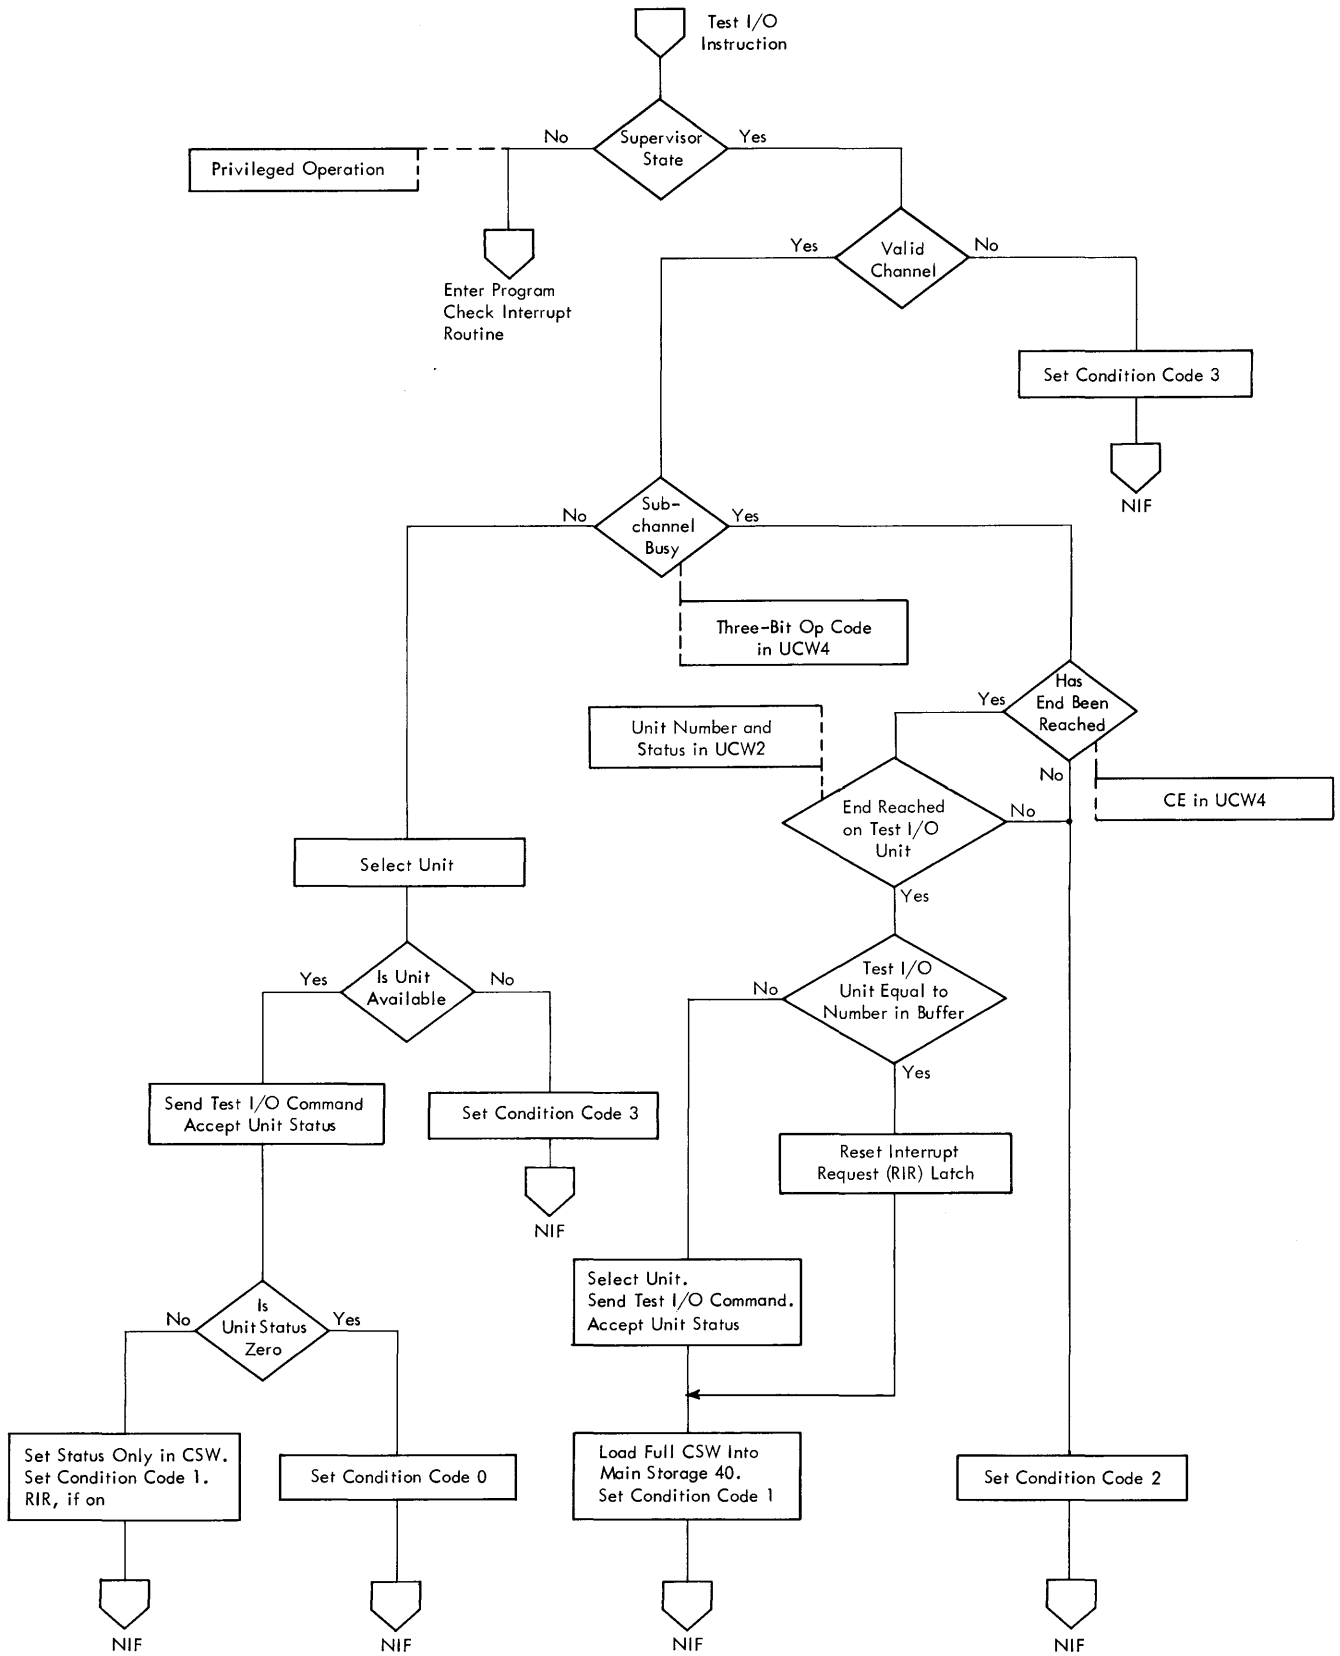 Test I/O
Instruction
No
Supervisor
State
Yes
Privileged Operation
Enter Program
Check Interrupt
Routine
Yes
Valid
Channel
No
Set Condition Code 3
NIF
No
Sub-
channel
Busy
Yes
Three-Bit Op Code
in UCW4
Has
End Been
Reached
Yes
No
CE in UCW4
Unit Number and
Status in UCW2
End Reached
on Test I/O
Unit
No
Yes
Select Unit
Is Unit
Available
Yes
No
Test I/O
Unit Equal to
Number in Buffer
No
Yes
Send Test I/O Command
Accept Unit Status
Set Condition Code 3
NIF
Reset Interrupt
Request (RIR) Latch
Select Unit.
Send Test I/O Command.
Accept Unit Status
No
Is
Unit Status
Zero
Yes
Set Status Only in CSW.
Set Condition Code 1.
RIR, if on
Set Condition Code 0
Load Full CSW Into
Main Storage 40.
Set Condition Code 1
Set Condition Code 2
NIF
NIF
NIF
NIF